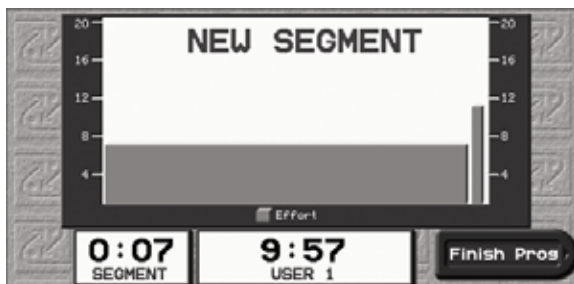 NEW SEGMENT
20
16
12
8
4
20
16
12
8
4
Effort
0:07
SEGMENT
9:57
USER 1
Finish Prog